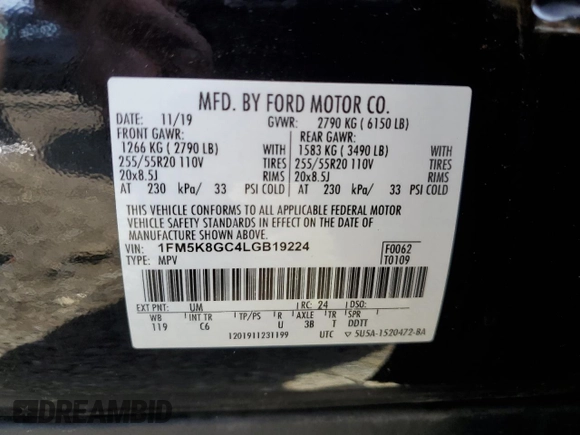 MFD. BY FORD MOTOR CO.
DATE: 11/19 GVWR: 2790 KG ( 6150 LB)
FRONT GAWR: REAR GAWR:
1266 KG ( 2790 LB) WITH 1583 KG ( 3490 LB) WITH
255/55R20 110V TIRES 255/55R20 110V TIRES
20x8.5J RIMS 20x8.5J RIMS
AT 230 kPa/ 33 PSI COLD AT 230 kPa/ 33 PSI COLD
THIS VEHICLE CONFORMS TO ALL APPLICABLE FEDERAL MOTOR
VEHICLE SAFETY STANDARDS IN EFFECT ON THE DATE OF
MANUFACTURE SHOWN ABOVE.
VIN: 1FM5K8GC4LGB19224 F0062
TYPE: MPV T0109
EXT PNT: UM RC: 24 DSO:
WB INT TR TP/PS R AXLE TR SPR
119 C6 U 3B T DDTT
1201911231199 UTC 5U5A-1520472-BA
DREAMBID